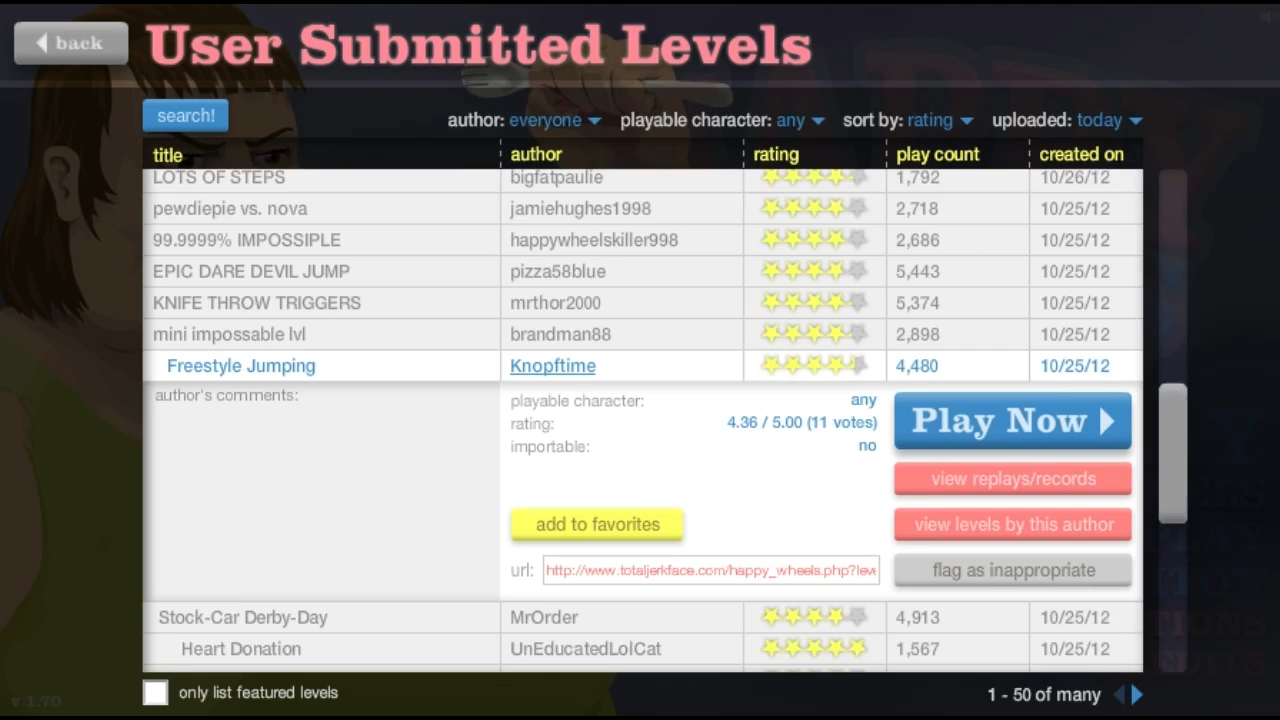 back
User Submitted Levels
search!
author: everyone playable character: any sort by: rating uploaded: today
title author rating play count created on
LOTS OF STEPS bigfatpaulie 1,792 10/26/12
pewdiepie vs. nova jamiehughes1998 2,718 10/25/12
99.9999% IMPOSSIPLE happywheelskiller998 2,686 10/25/12
EPIC DARE DEVIL JUMP pizza58blue 5,443 10/25/12
KNIFE THROW TRIGGERS mrthor2000 5,374 10/25/12
mini impossable lvl brandman88 2,898 10/25/12
Freestyle Jumping Knopftime 4,480 10/25/12
author's comments:
playable character: any
rating: 4.36 / 5.00 (11 votes)
importable: no
Play Now
view replays/records
add to favorites
view levels by this author
url: http://www.totaljerkface.com/happy_wheels.php?leve
flag as inappropriate
Stock-Car Derby-Day MrOrder 4,913 10/25/12
Heart Donation UnEducatedLolCat 1,567 10/25/12
only list featured levels
1 - 50 of many
v 1.70